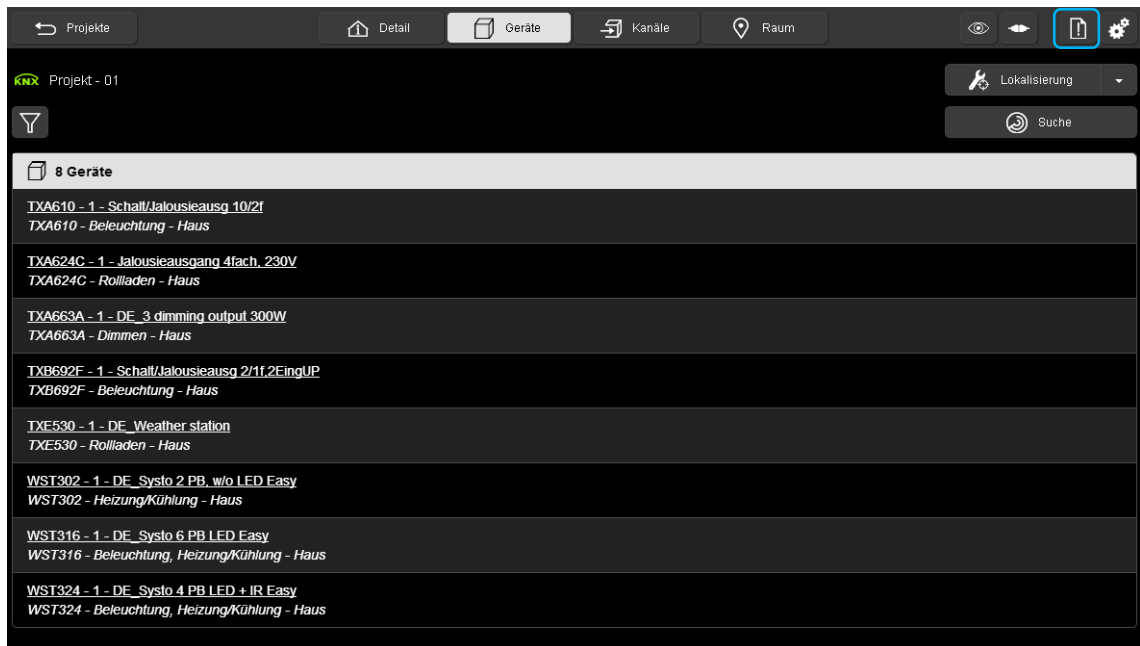 Projekte
Detail
Geräte
Kanäle
Raum
KNX Projekt - 01
Lokalisierung
Suche
8 Geräte
TXA610 - 1 - Schalt/Jalousieausg 10/2f
TXA610 - Beleuchtung - Haus
TXA624C - 1 - Jalousieausgang 4fach, 230V
TXA624C - Rollladen - Haus
TXA663A - 1 - DE_3 dimming output 300W
TXA663A - Dimmen - Haus
TXB692F - 1 - Schalt/Jalousieausg 2/1f,2EingUP
TXB692F - Beleuchtung - Haus
TXE530 - 1 - DE_Weather station
TXE530 - Rollladen - Haus
WST302 - 1 - DE_Systo 2 PB, w/o LED Easy
WST302 - Heizung/Kühlung - Haus
WST316 - 1 - DE_Systo 6 PB LED Easy
WST316 - Beleuchtung, Heizung/Kühlung - Haus
WST324 - 1 - DE_Systo 4 PB LED + IR Easy
WST324 - Beleuchtung, Heizung/Kühlung - Haus